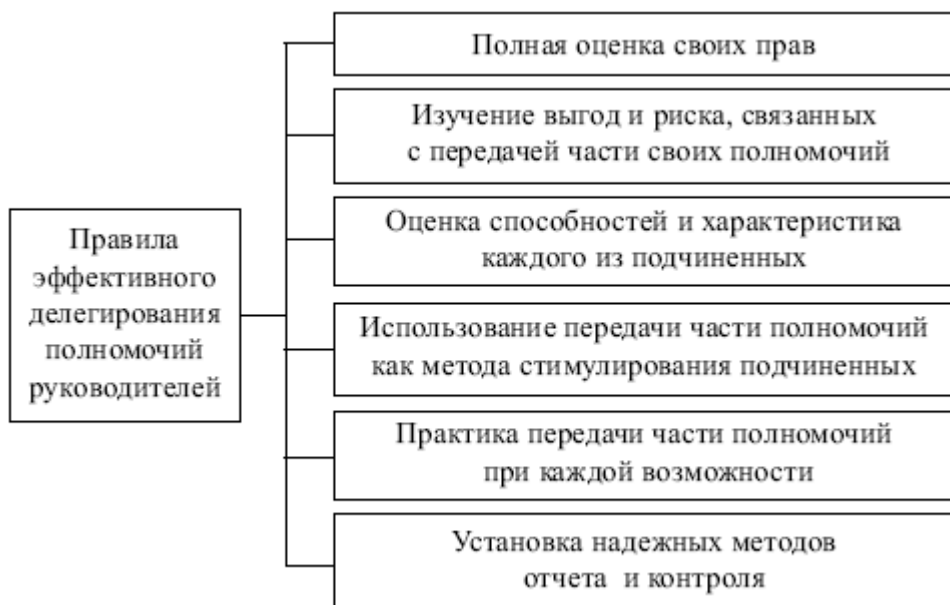 Правила
эффективного
делегирования
полномочий
руководителей
Полная оценка своих прав
Изучение выгод и риска, связанных
с передачей части своих полномочий
Оценка способностей и характеристика
каждого из подчиненных
Использование передачи части полномочий
как метода стимулирования подчиненных
Практика передачи части полномочий
при каждой возможности
Установка надежных методов
отчета и контроля